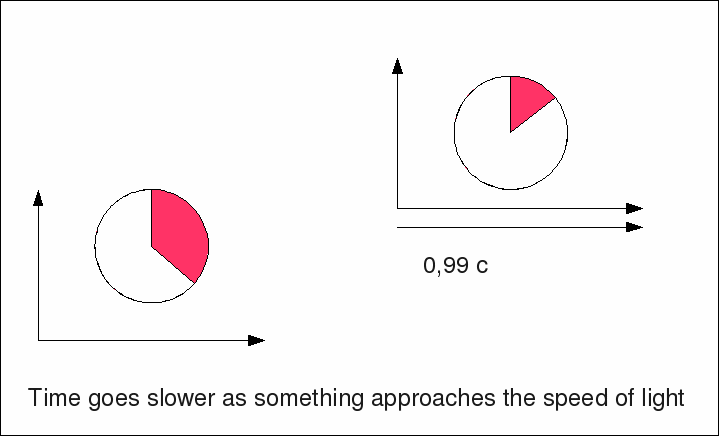 0,99 c
Time goes slower as something approaches the speed of light